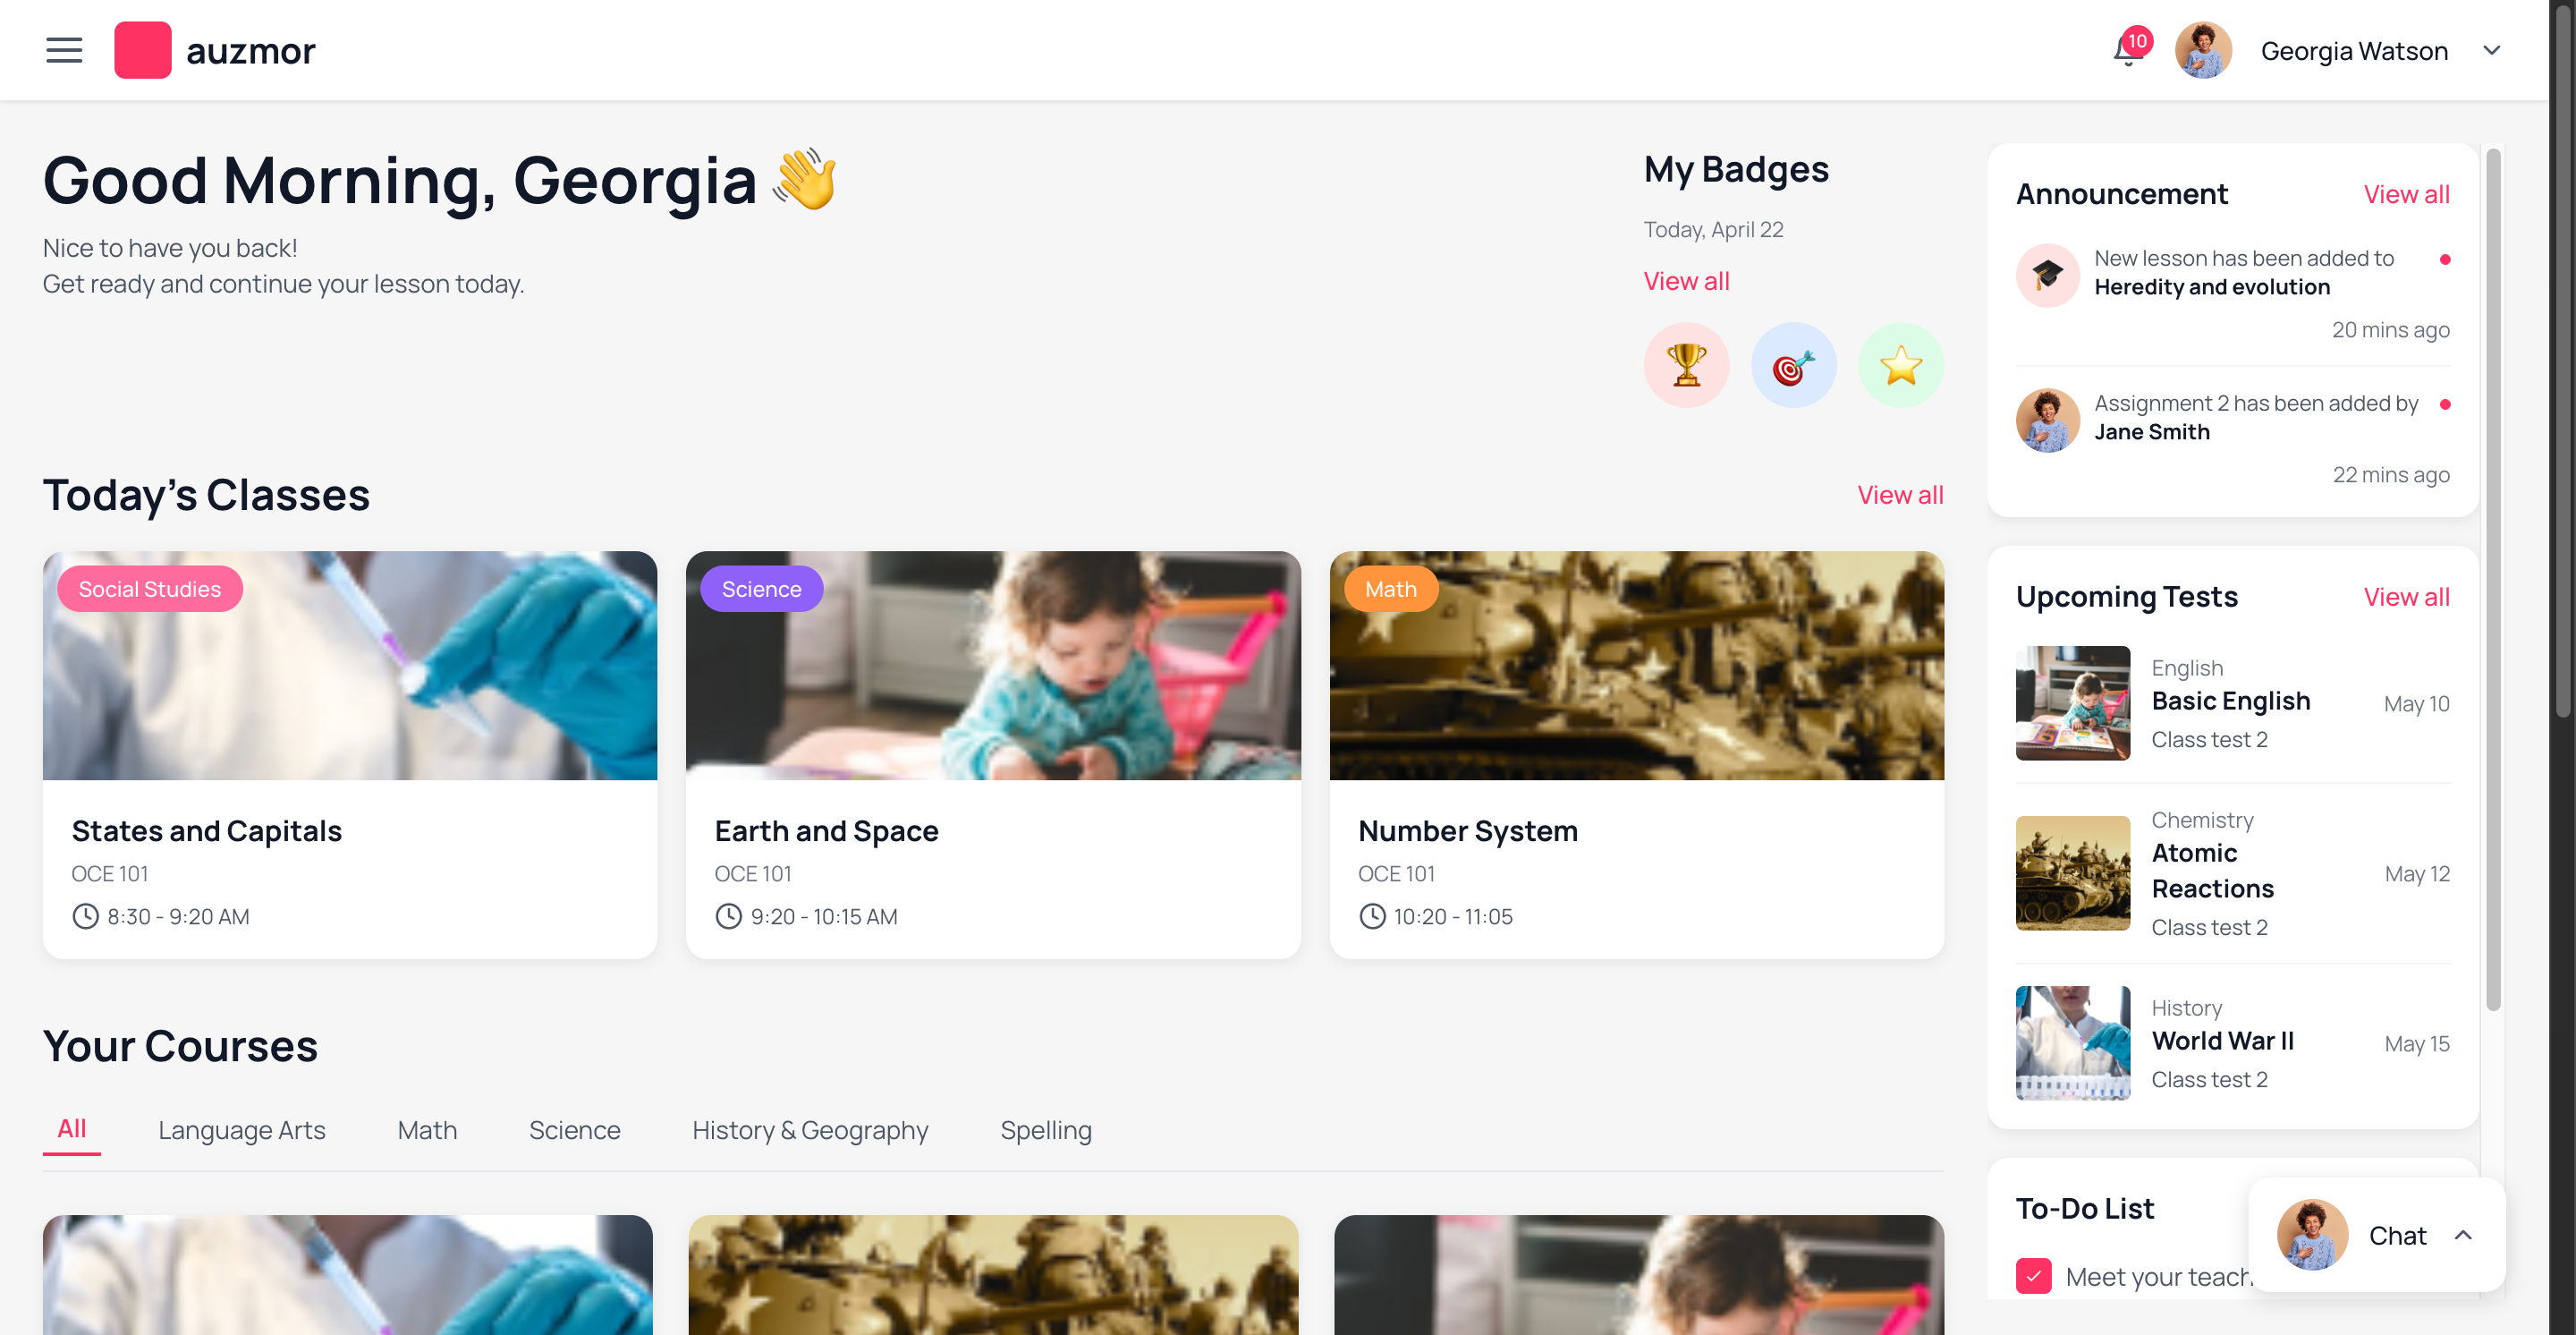 auzmor
10
Georgia Watson
Good Morning, Georgia 👋
Nice to have you back!
Get ready and continue your lesson today.
My Badges
Today, April 22
View all
Today's Classes
View all
Social Studies
States and Capitals
OCE 101
8:30 - 9:20 AM
Science
Earth and Space
OCE 101
9:20 - 10:15 AM
Math
Number System
OCE 101
10:20 - 11:05
Your Courses
All
Language Arts
Math
Science
History & Geography
Spelling
Announcement
View all
New lesson has been added to
Heredity and evolution
20 mins ago
Assignment 2 has been added by
Jane Smith
22 mins ago
Upcoming Tests
View all
English
Basic English
Class test 2
May 10
Chemistry
Atomic
Reactions
Class test 2
May 12
History
World War II
Class test 2
May 15
To-Do List
Meet your
Chat